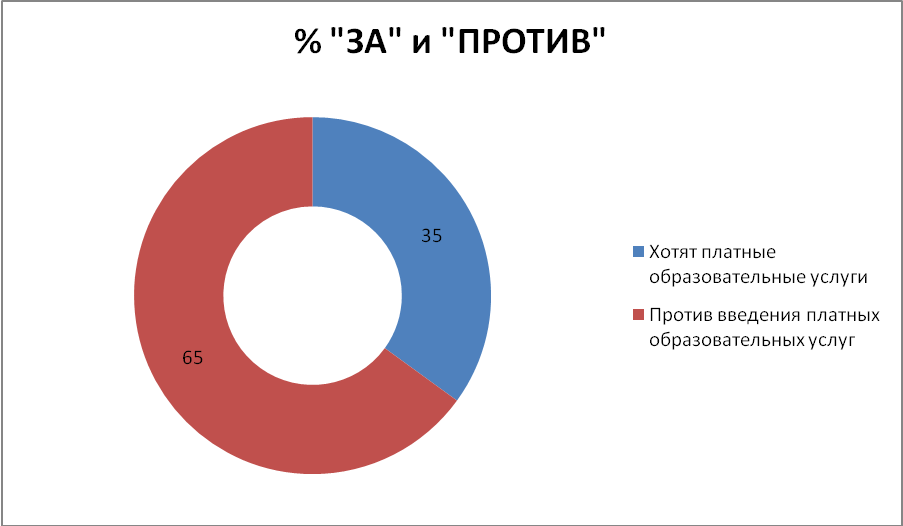 % "ЗА" и "ПРОТИВ"
35
65
Хотят платные
образовательные услуги
Против введения платных
образовательных услуг